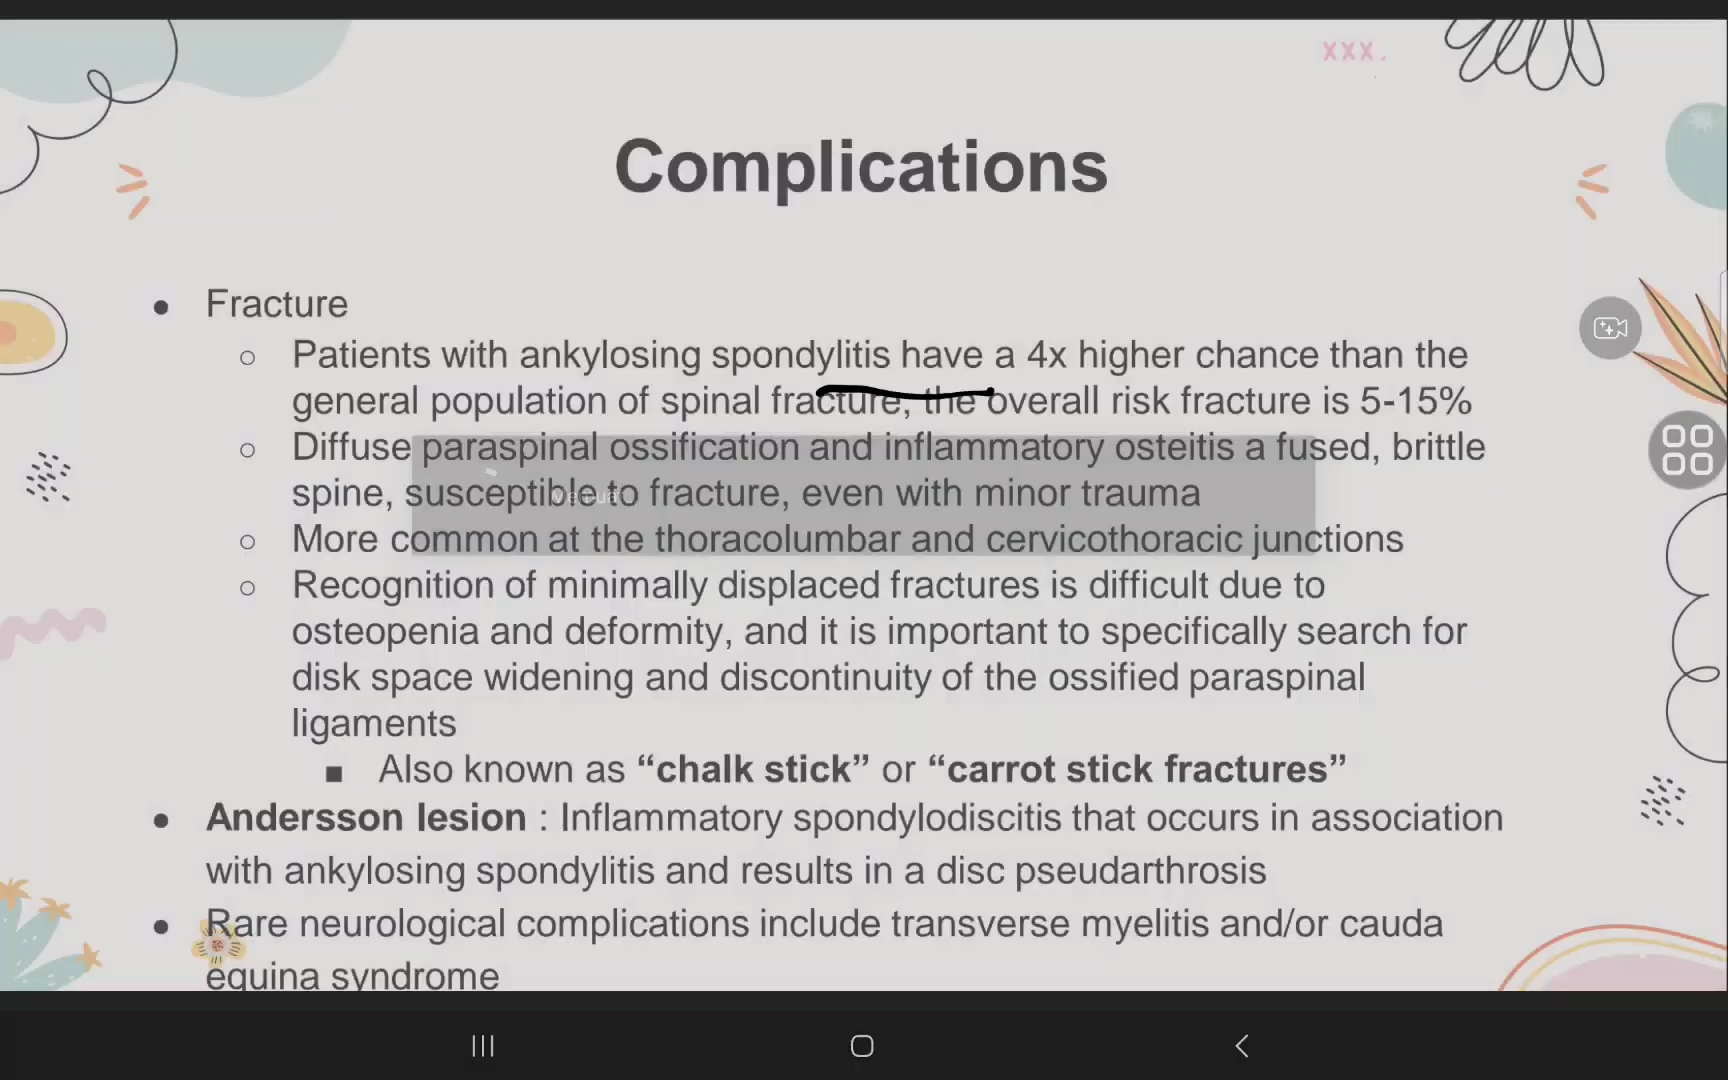 XXX.
Complications
● Fracture
○ Patients with ankylosing spondylitis have a 4x higher chance than the
general population of spinal fracture, the overall risk fracture is 5-15%
○ Diffuse paraspinal ossification and inflammatory osteitis a fused, brittle
spine, susceptible to fracture, even with minor trauma
○ More common at the thoracolumbar and cervicothoracic junctions
○ Recognition of minimally displaced fractures is difficult due to
osteopenia and deformity, and it is important to specifically search for
disk space widening and discontinuity of the ossified paraspinal
ligaments
■ Also known as “chalk stick” or “carrot stick fractures”
● Andersson lesion : Inflammatory spondylodiscitis that occurs in association
with ankylosing spondylitis and results in a disc pseudarthrosis
● Rare neurological complications include transverse myelitis and/or cauda
equina syndrome